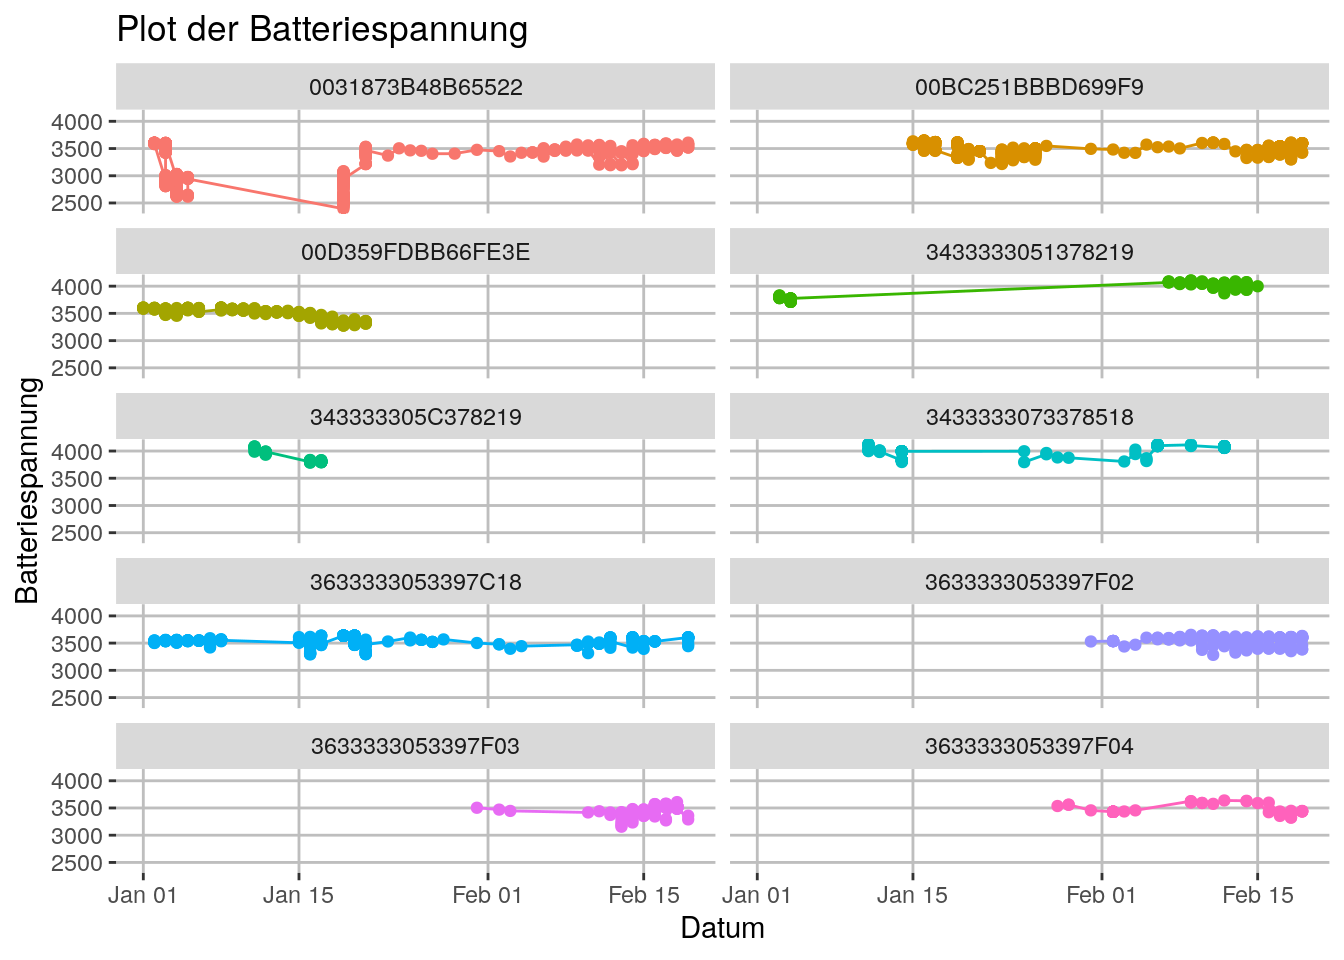 Plot der Batteriespannung
0031873B48B65522
00BC251BBBD699F9
4000
3500
3000
2500
00D359FDBB66FE3E
3433333051378219
4000
3500
3000
2500
343333305C378219
3433333073378518
4000
3500
3000
2500
3633333053397C18
3633333053397F02
4000
3500
3000
2500
3633333053397F03
3633333053397F04
4000
3500
3000
2500
Jan 01 Jan 15 Feb 01 Feb 15
Jan 01 Jan 15 Feb 01 Feb 15
Datum
Batteriespannung